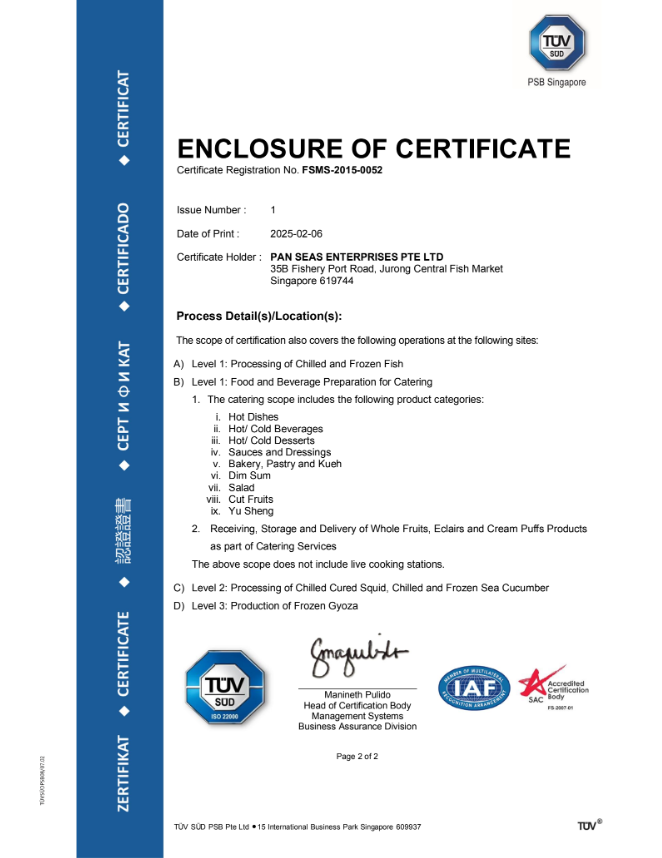 TÜV
SÜD
PSB Singapore
ENCLOSURE OF CERTIFICATE
Certificate Registration No. FSMS-2015-0052
Issue Number : 1
Date of Print : 2025-02-06
Certificate Holder : PAN SEAS ENTERPRISES PTE LTD
35B Fishery Port Road, Jurong Central Fish Market
Singapore 619744
Process Detail(s)/Location(s):
The scope of certification also covers the following operations at the following sites:
A) Level 1: Processing of Chilled and Frozen Fish
B) Level 1: Food and Beverage Preparation for Catering
1. The catering scope includes the following product categories:
i. Hot Dishes
ii. Hot/ Cold Beverages
iii. Hot/ Cold Desserts
iv. Sauces and Dressings
v. Bakery, Pastry and Kueh
vi. Dim Sum
vii. Salad
viii. Cut Fruits
ix. Yu Sheng
2. Receiving, Storage and Delivery of Whole Fruits, Eclairs and Cream Puffs Products
as part of Catering Services
The above scope does not include live cooking stations.
C) Level 2: Processing of Chilled Cured Squid, Chilled and Frozen Sea Cucumber
D) Level 3: Production of Frozen Gyoza
TÜV
SÜD
ISO 22000
Manineth Pulido
Head of Certification Body
Management Systems
Business Assurance Division
MEMBER OF MULTILATERAL
IAF
RECOGNITION ARRANGEMENT
SAC
Accredited
Certification
Body
FS-2007-01
Page 2 of 2
TÜV SÜD PSB Pte Ltd ● 15 International Business Park Singapore 609937
TÜV®
ZERTIFIKAT ◆ CERTIFICATE ◆ 認證證書 ◆ СЕРТИФИКАТ ◆ CERTIFICADO ◆ CERTIFICAT